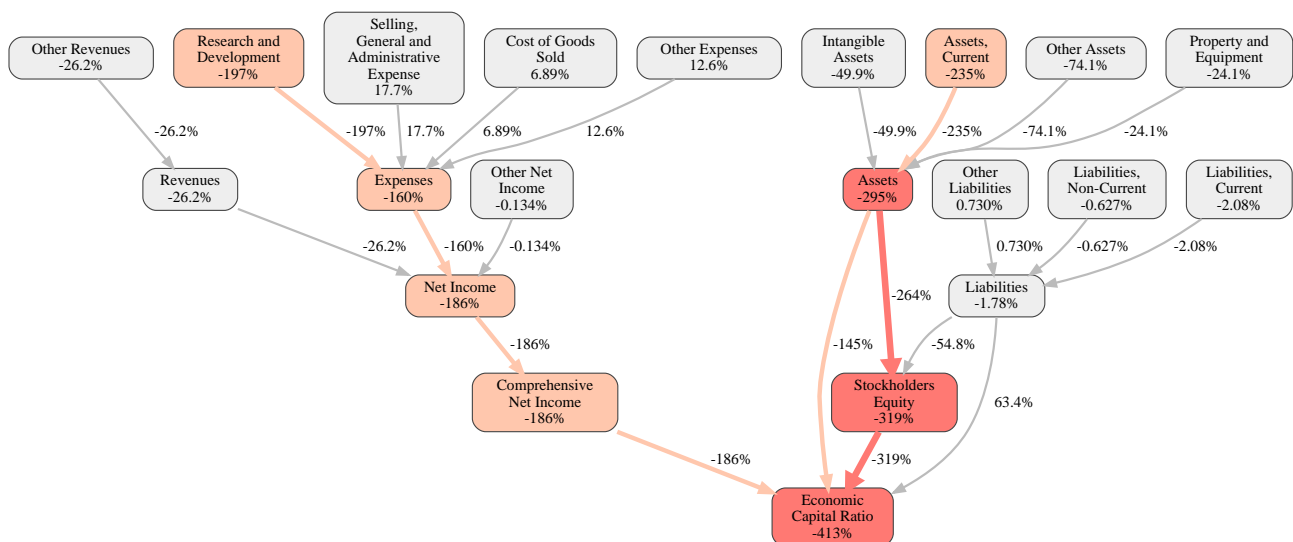 Other Revenues
-26.2%
Research and
Development
-197%
Selling,
General and
Administrative
Expense
17.7%
Cost of Goods
Sold
6.89%
Other Expenses
12.6%
Intangible
Assets
-49.9%
Assets,
Current
-235%
Other Assets
-74.1%
Property and
Equipment
-24.1%
-26.2%
-197%
17.7%
6.89%
12.6%
-49.9%
-235%
-74.1%
-24.1%
Revenues
-26.2%
Expenses
-160%
Other Net
Income
-0.134%
Assets
-295%
Other
Liabilities
0.730%
Liabilities,
Non-Current
-0.627%
Liabilities,
Current
-2.08%
-26.2%
-160%
-0.134%
0.730%
-0.627%
-2.08%
Net Income
-186%
Liabilities
-1.78%
-264%
-186%
-145%
-54.8%
Comprehensive
Net Income
-186%
Stockholders
Equity
-319%
63.4%
-186%
-319%
Economic
Capital Ratio
-413%